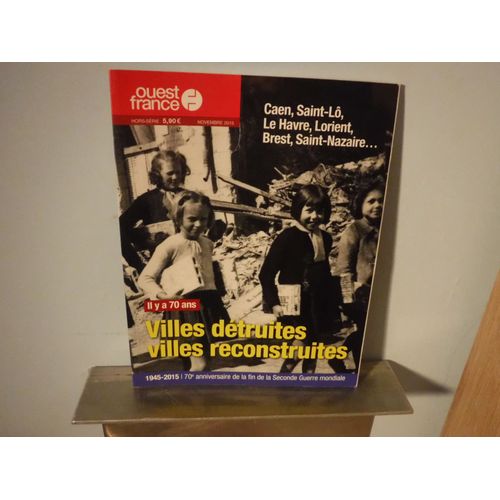 ouest
france
HORS-SÉRIE 5,90 € NOVEMBRE 2015
Caen, Saint-Lô,
Le Havre, Lorient,
Brest, Saint-Nazaire...
Il y a 70 ans
Villes détruites
villes reconstruites
1945-2015 | 70e anniversaire de la fin de la Seconde Guerre mondiale